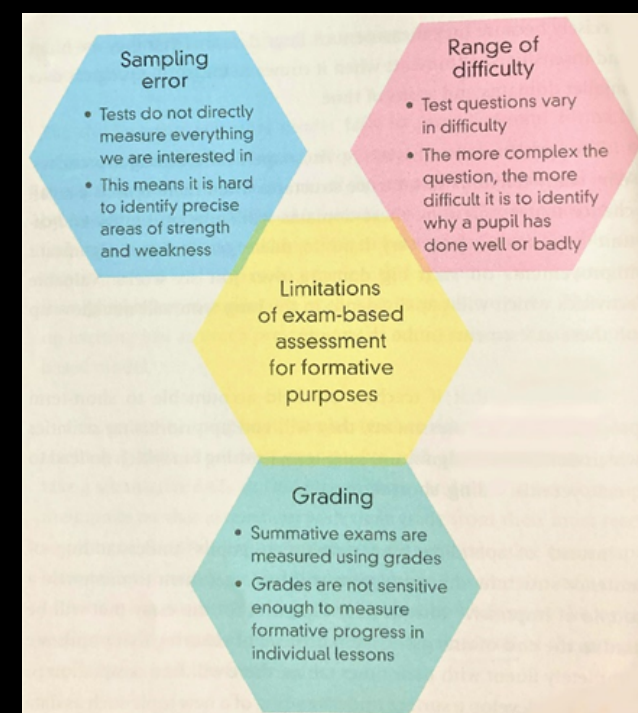 Sampling
error
• Tests do not directly
measure everything
we are interested in
• This means it is hard
to identify precise
areas of strength
and weakness
Range of
difficulty
• Test questions vary
in difficulty
• The more complex the
question, the more
difficult it is to identify
why a pupil has
done well or badly
Limitations
of exam-based
assessment
for formative
purposes
Grading
• Summative exams are
measured using grades
• Grades are not sensitive
enough to measure
formative progress in
individual lessons